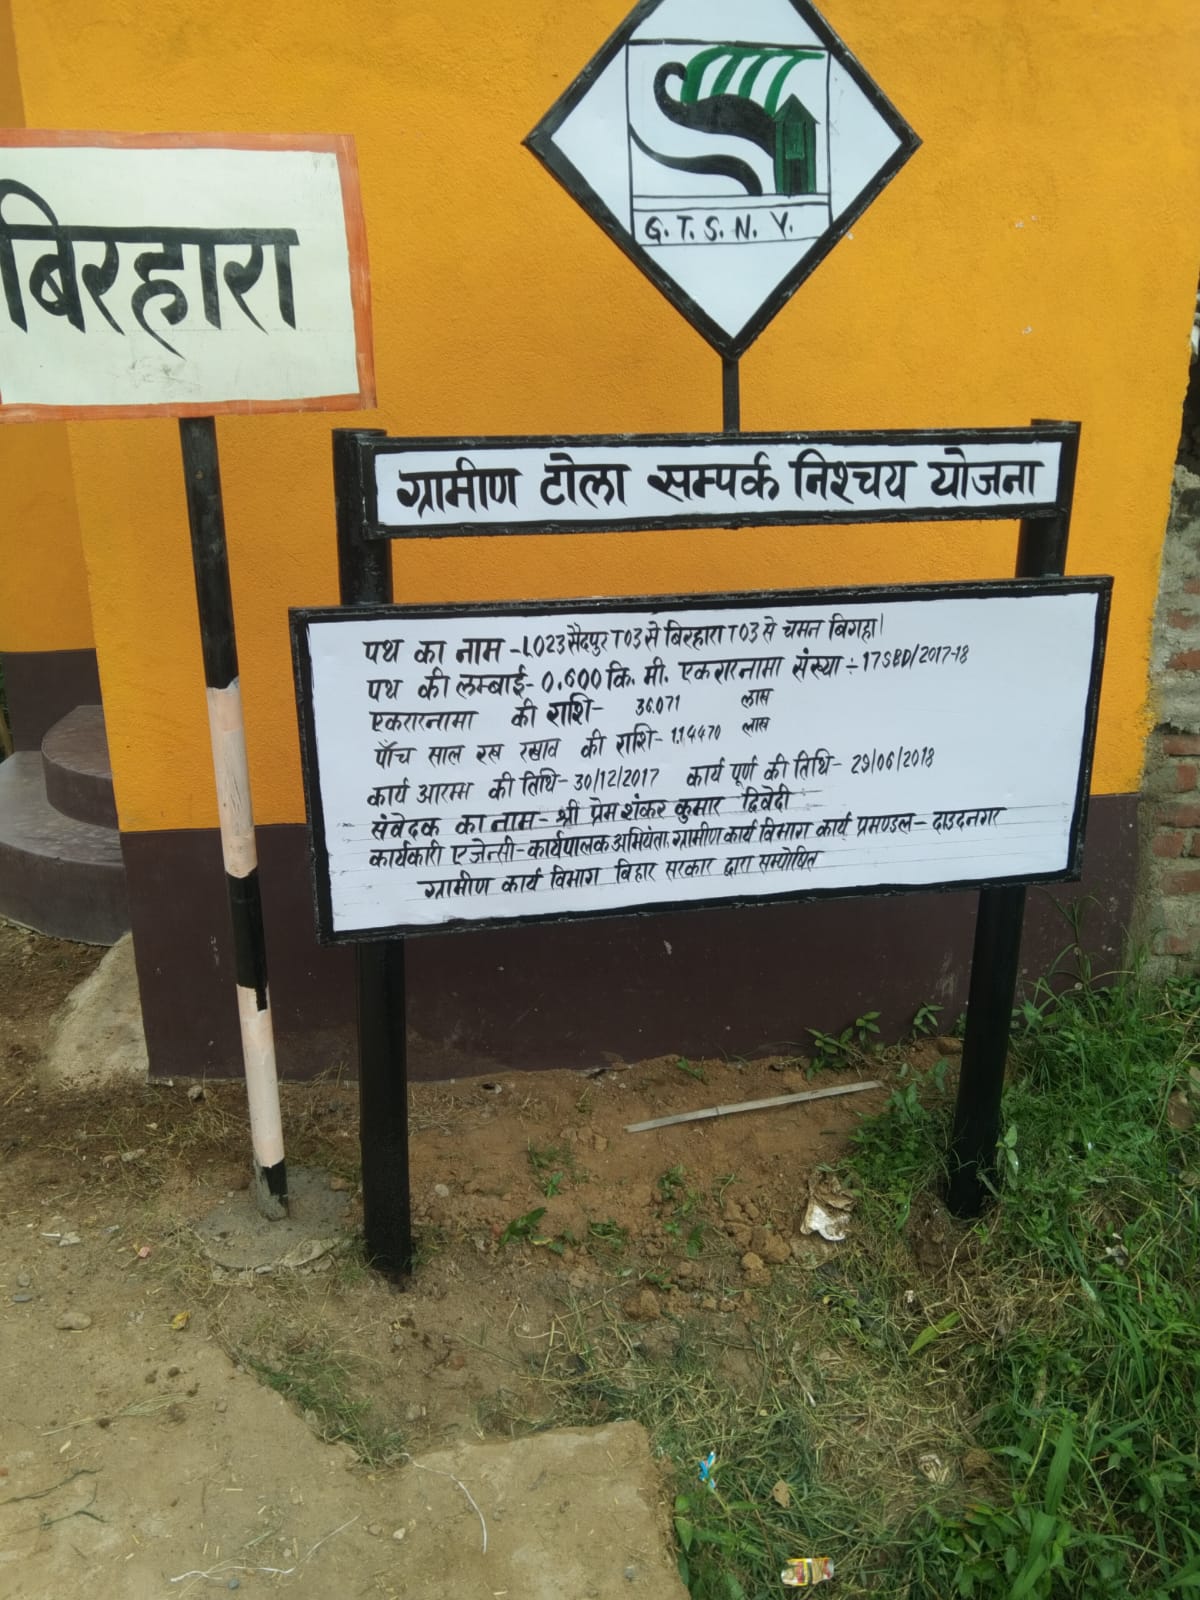 बिरहारा
G.T.S.N.Y.
ग्रामीण टोला सम्पर्क निश्चय योजना
पथ का नाम - L023 सैदपुर T03 से बिरहारा T03 से चमन बिगहा।
पथ की लम्बाई- 0.600 कि. मी. एकरारनामा संख्या ÷ 17SBD/2017-18
एकरारनामा की राशि- 36.071 लाख
पाँच साल रख रखाव की राशि- 1.14470 लाख
कार्य आरम्भ की तिथि- 30/12/2017 कार्य पूर्ण की तिथि- 29/06/2018
संवेदक का नाम - श्री प्रेम शंकर कुमार द्विवेदी
कार्यकारी एजेन्सी-कार्यपालक अभियंता, ग्रामीण कार्य विभाग कार्य प्रमण्डल - दाउदनगर
ग्रामीण कार्य विभाग बिहार सरकार द्वारा सम्पोषित